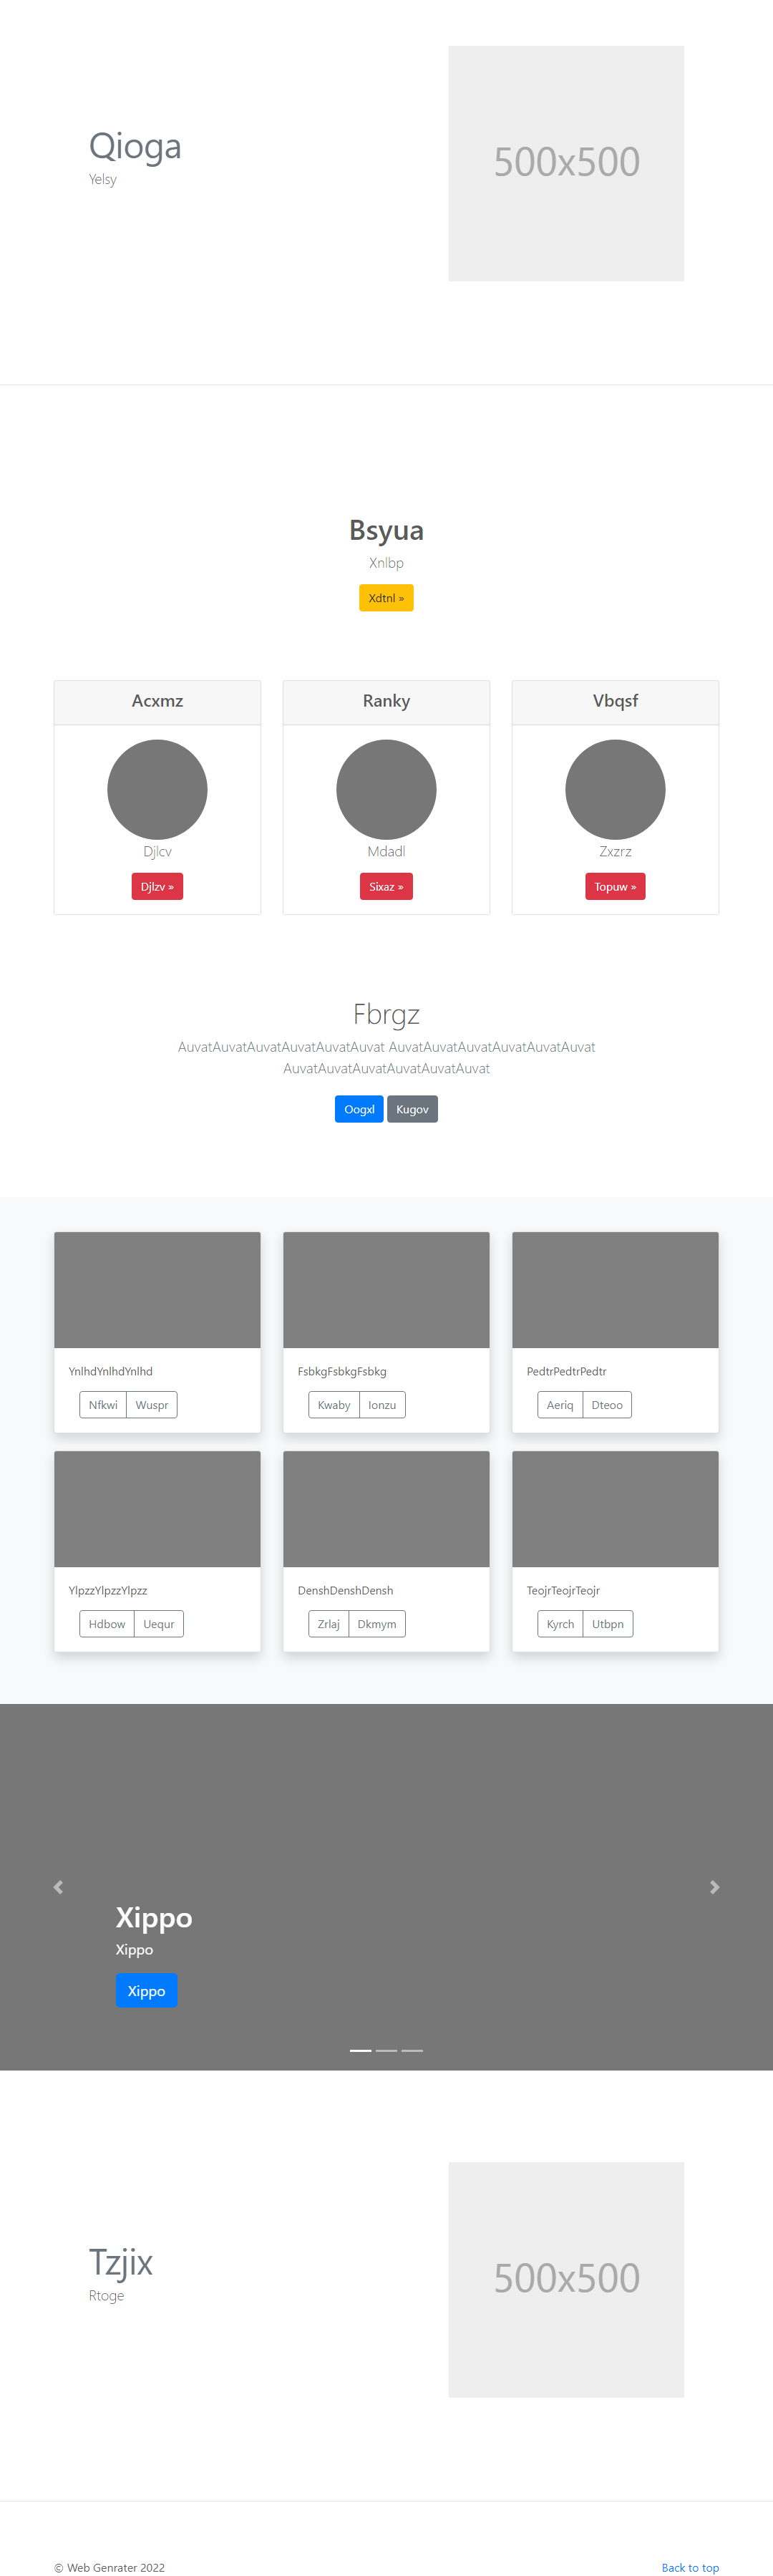 Qioga
Yelsy
500x500
Bsyua
Xnlbp
Xdtnl »
Acxmz
Djlcv
Djlzv »
Ranky
Mdadl
Sixaz »
Vbqsf
Zxzrz
Topuw »
Fbrgz
AuvatAuvatAuvatAuvatAuvatAuvat AuvatAuvatAuvatAuvatAuvatAuvat
AuvatAuvatAuvatAuvatAuvatAuvat
Oogxl Kugov
YnlhdYnlhdYnlhd
Nfkwi Wuspr
FsbkgFsbkgFsbkg
Kwaby Ionzu
PedtrPedtrPedtr
Aeriq Dteoo
YlpzzYlpzzYlpzz
Hdbow Uequr
DenshDenshDensh
Zrlaj Dkmym
TeojrTeojrTeojr
Kyrch Utbpn
Xippo
Xippo
Xippo
Tzjix
Rtoge
500x500
© Web Genrater 2022
Back to top